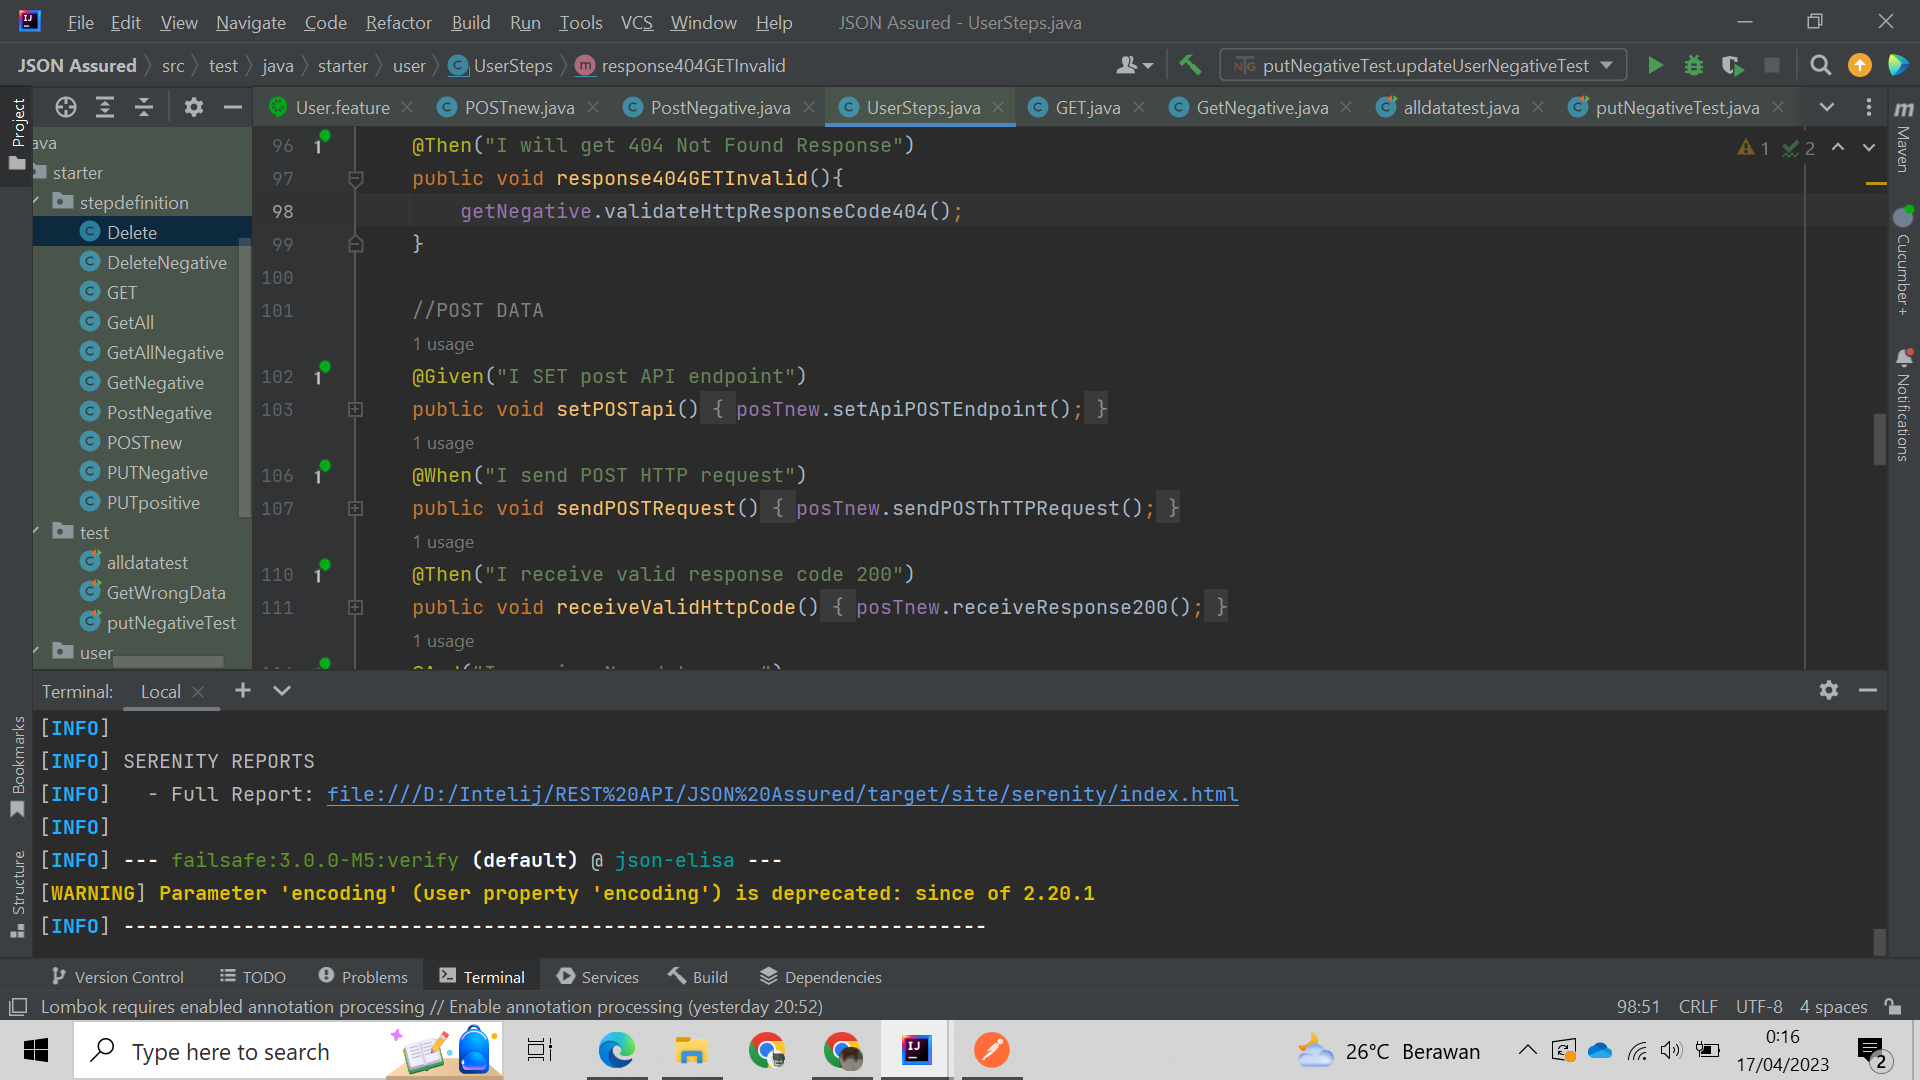 File Edit View Navigate Code Refactor Build Run Tools VCS Window Help JSON Assured - UserSteps.java
JSON Assured src test java starter user UserSteps response404GETInvalid putNegativeTest.updateUserNegativeTest
User.feature POSTnew.java PostNegative.java UserSteps.java GET.java GetNegative.java alldatatest.java putNegativeTest.java
Project
ava
starter
stepdefinition
Delete
DeleteNegative
GET
GetAll
GetAllNegative
GetNegative
PostNegative
POSTnew
PUTNegative
PUTpositive
test
alldatatest
GetWrongData
putNegativeTest
user
1 2
96 @Then("I will get 404 Not Found Response")
97 public void response404GETInvalid(){
98 getNegative.validateHttpResponseCode404();
99 }
100
101 //POST DATA
1 usage
102 @Given("I SET post API endpoint")
103 public void setPOSTapi() { posTnew.setApiPOSTEndpoint(); }
1 usage
106 @When("I send POST HTTP request")
107 public void sendPOSTRequest() { posTnew.sendPOSThTTPRequest(); }
1 usage
110 @Then("I receive valid response code 200")
111 public void receiveValidHttpCode() { posTnew.receiveResponse200(); }
1 usage
Maven
Cucumber+
Notifications
Terminal: Local
[INFO]
[INFO] SERENITY REPORTS
[INFO] - Full Report: file:///D:/Intelij/REST%20API/JSON%20Assured/target/site/serenity/index.html
[INFO]
[INFO] --- failsafe:3.0.0-M5:verify (default) @ json-elisa ---
[WARNING] Parameter 'encoding' (user property 'encoding') is deprecated: since of 2.20.1
[INFO] ------------------------------------------------------------------------
Bookmarks
Structure
Version Control TODO Problems Terminal Services Build Dependencies
Lombok requires enabled annotation processing // Enable annotation processing (yesterday 20:52) 98:51 CRLF UTF-8 4 spaces
Type here to search
26°C Berawan
0:16
17/04/2023
2